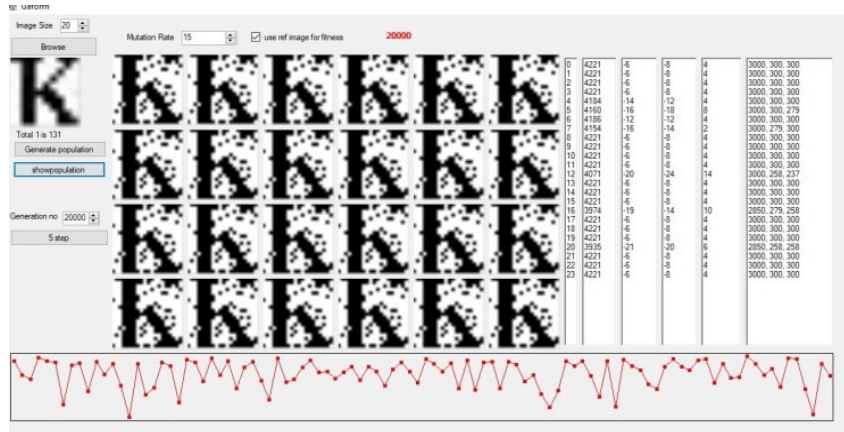 Gaform
Image Size 20
Mutation Rate 15 use ref image for fitness 20000
Browse
Total 1 is 131
Generate population
showpopulation
Generation no 20000
5 step
0 4221 -6 -8 4 3000, 300, 300
1 4221 -6 -8 4 3000, 300, 300
2 4221 -6 -8 4 3000, 300, 300
3 4221 -6 -8 4 3000, 300, 300
4 4184 -14 -12 4 3000, 300, 300
5 4160 -16 -18 8 3000, 300, 279
6 4186 -12 -12 4 3000, 300, 300
7 4154 -16 -14 2 3000, 279, 300
8 4221 -6 -8 4 3000, 300, 300
9 4221 -6 -8 4 3000, 300, 300
10 4221 -6 -8 4 3000, 300, 300
11 4221 -6 -8 4 3000, 300, 300
12 4071 -20 -24 14 3000, 258, 237
13 4221 -6 -8 4 3000, 300, 300
14 4221 -6 -8 4 3000, 300, 300
15 4221 -6 -8 4 3000, 300, 300
16 3974 -19 -14 10 2850, 279, 258
17 4221 -6 -8 4 3000, 300, 300
18 4221 -6 -8 4 3000, 300, 300
19 4221 -6 -8 4 3000, 300, 300
20 3935 -21 -20 6 2850, 258, 258
21 4221 -6 -8 4 3000, 300, 300
22 4221 -6 -8 4 3000, 300, 300
23 4221 -6 -8 4 3000, 300, 300